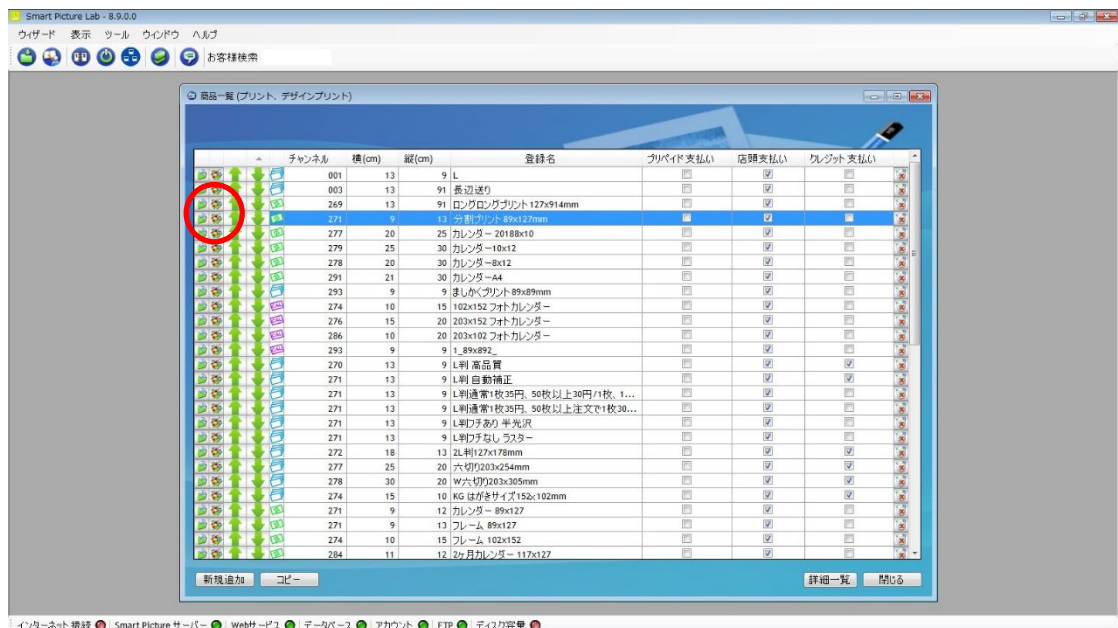 Smart Picture Lab - 8.9.0.0
ウィザード 表示 ツール ウィンドウ ヘルプ
お客様検索
商品一覧 (プリント、デザインプリント)
チャンネル 横(cm) 縦(cm) 登録名 プリペイド支払い 店頭支払い クレジット支払い
001 13 9 L
003 13 91 長辺送り
269 13 91 ロングロングプリント 127x914mm
271 9 13 分割プリント 89x127mm
277 20 25 カレンダー 20188x10
279 25 30 カレンダー10x12
278 20 30 カレンダー8x12
291 21 30 カレンダーA4
293 9 9 ましかくプリント 89x89mm
274 10 15 102x152 フォトカレンダー
276 15 20 203x152 フォトカレンダー
286 10 20 203x102 フォトカレンダー
293 9 9 1_89x892_
270 13 9 L判 高品質
271 13 9 L判 自動補正
271 13 9 L判通常1枚35円、50枚以上30円/1枚、1...
271 13 9 L判通常1枚35円、50枚以上注文で1枚30...
271 13 9 L判フチあり 半光沢
271 13 9 L判フチなし ラスター
272 18 13 2L判127x178mm
277 25 20 六切り203x254mm
278 30 20 W六切り203x305mm
274 15 10 KG はがきサイズ152x102mm
271 9 12 カレンダー 89x127
271 9 13 フレーム 89x127
274 10 15 フレーム 102x152
284 11 12 2ヶ月カレンダー 117x127
新規追加 コピー 詳細一覧 閉じる
インターネット接続 Smart Picture サーバー Webサービス データベース アカウント FTP ディスク容量